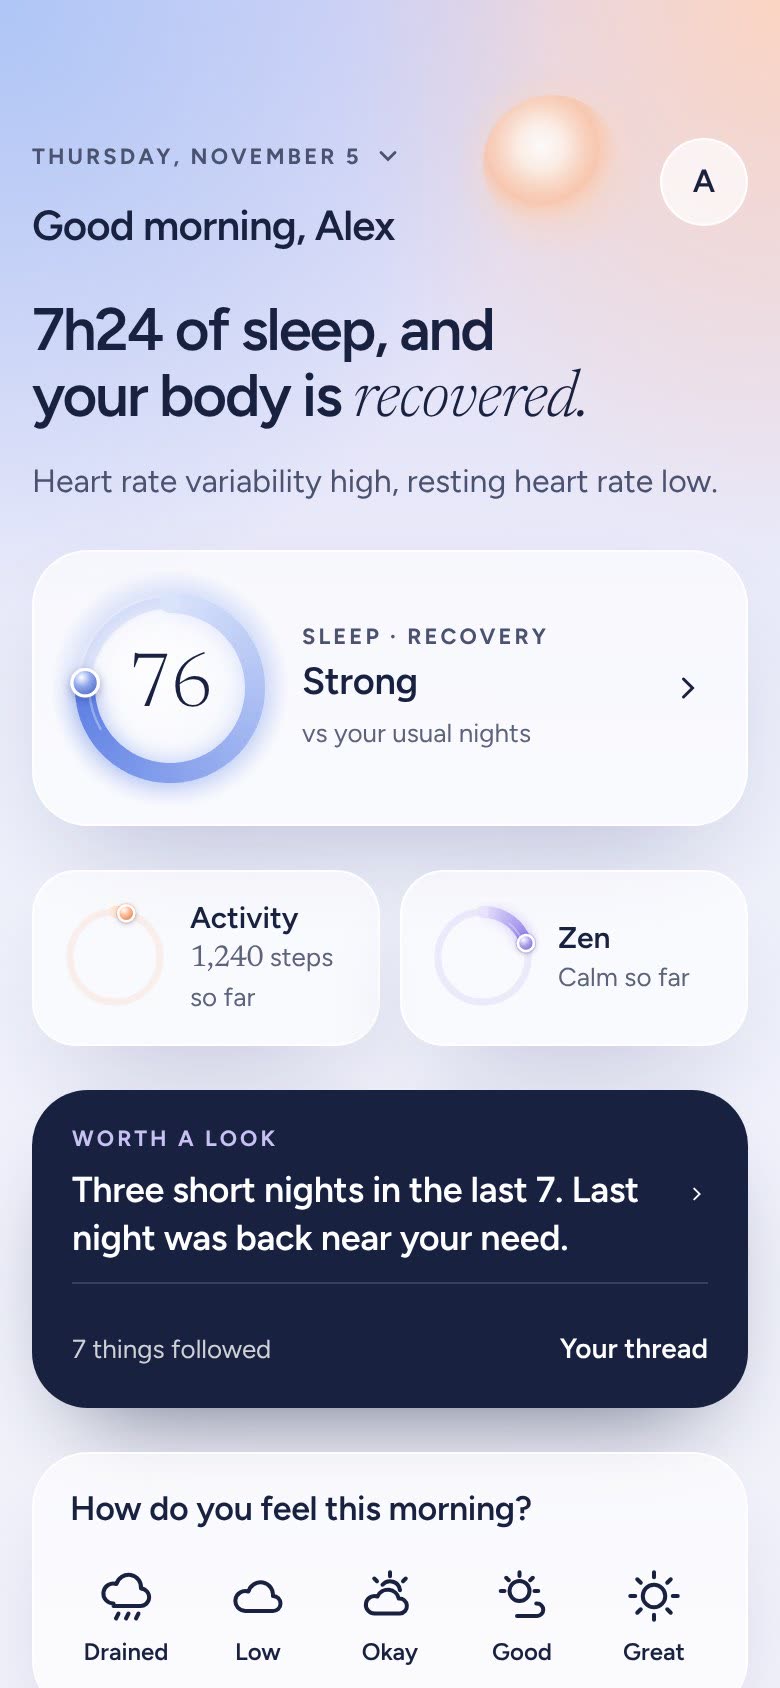 THURSDAY, NOVEMBER 5
A
Good morning, Alex
7h24 of sleep, and
your body is recovered.
Heart rate variability high, resting heart rate low.
76
SLEEP · RECOVERY
Strong
vs your usual nights
Activity
1,240 steps
so far
Zen
Calm so far
WORTH A LOOK
Three short nights in the last 7. Last
night was back near your need.
7 things followed
Your thread
How do you feel this morning?
Drained
Low
Okay
Good
Great